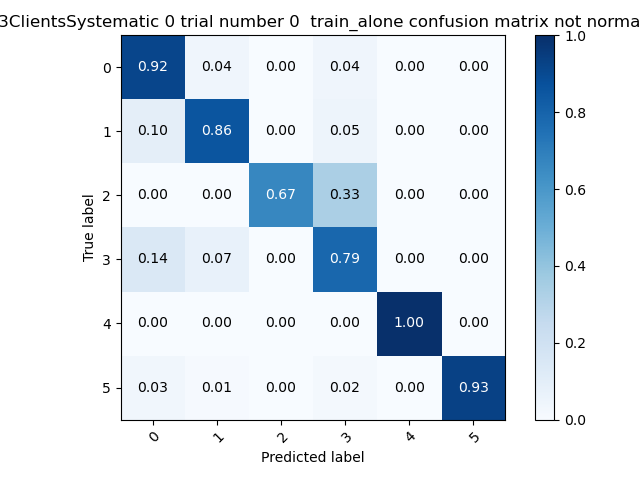 3ClientsSystematic 0 trial number 0 train_alone confusion matrix not norma
1.0
0 0.92 0.04 0.00 0.04 0.00 0.00
0.8
1 0.10 0.86 0.00 0.05 0.00 0.00
2 0.00 0.00 0.67 0.33 0.00 0.00
0.6
True label
3 0.14 0.07 0.00 0.79 0.00 0.00
0.4
4 0.00 0.00 0.00 0.00 1.00 0.00
0.2
5 0.03 0.01 0.00 0.02 0.00 0.93
0.0
0 1 2 3 4 5
Predicted label